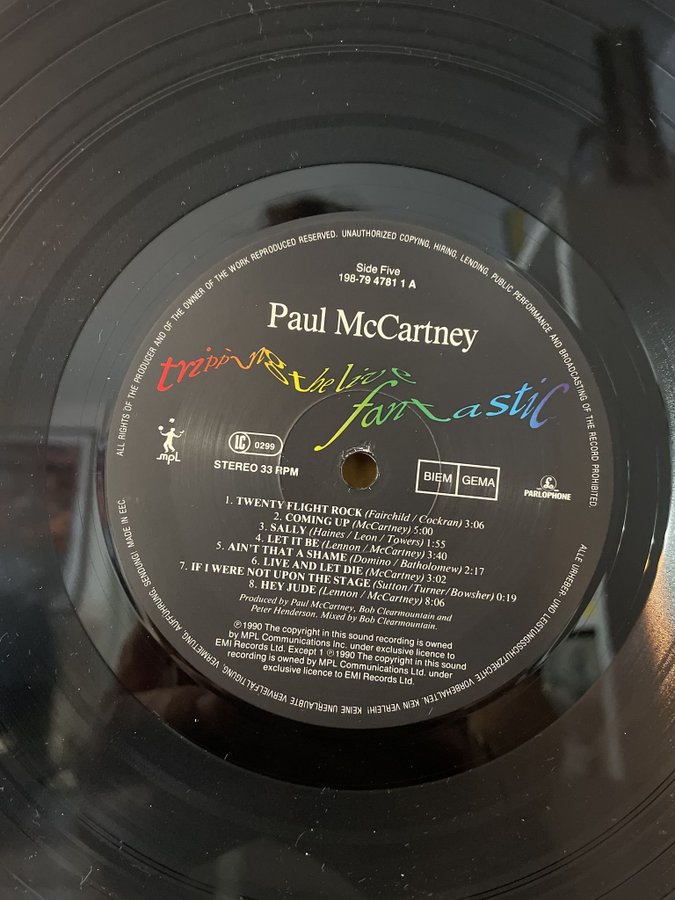 ALL RIGHTS OF THE PRODUCER AND OF THE OWNER OF THE WORK REPRODUCED RESERVED. UNAUTHORIZED COPYING, HIRING, LENDING, PUBLIC PERFORMANCE AND BROADCASTING OF THE RECORD PROHIBITED.
Side Five
198-79 4781 1 A
Paul McCartney
tripping the live
fantastic
mpL
LC 0299
STEREO 33 RPM
BIEM GEMA
PARLOPHONE
1. TWENTY FLIGHT ROCK (Fairchild / Cockran) 3:06
2. COMING UP (McCartney) 5:00
3. SALLY (Haines / Leon / Towers) 1:55
4. LET IT BE (Lennon / McCartney) 3:40
5. AIN'T THAT A SHAME (Domino / Batholomew) 2:17
6. LIVE AND LET DIE (McCartney) 3:02
7. IF I WERE NOT UPON THE STAGE (Sutton/Turner/Bowsher) 0:19
8. HEY JUDE (Lennon / McCartney) 8:06
Produced by Paul McCartney, Bob Clearmountain and
Peter Henderson. Mixed by Bob Clearmountain.
℗1990 The copyright in this sound recording is owned
by MPL Communications Inc. under exclusive licence to
EMI Records Ltd. Except 1 ℗1990 The copyright in this sound
recording is owned by MPL Communications Ltd. under
exclusive licence to EMI Records Ltd.
ALLE URHEBER- UND LEISTUNGSSCHUTZRECHTE VORBEHALTEN. KEIN VERLEIH! KEINE UNERLAUBTE VERVIELFÄLTIGUNG, VERMIETUNG, AUFFÜHRUNG, SENDUNG! MADE IN EEC.